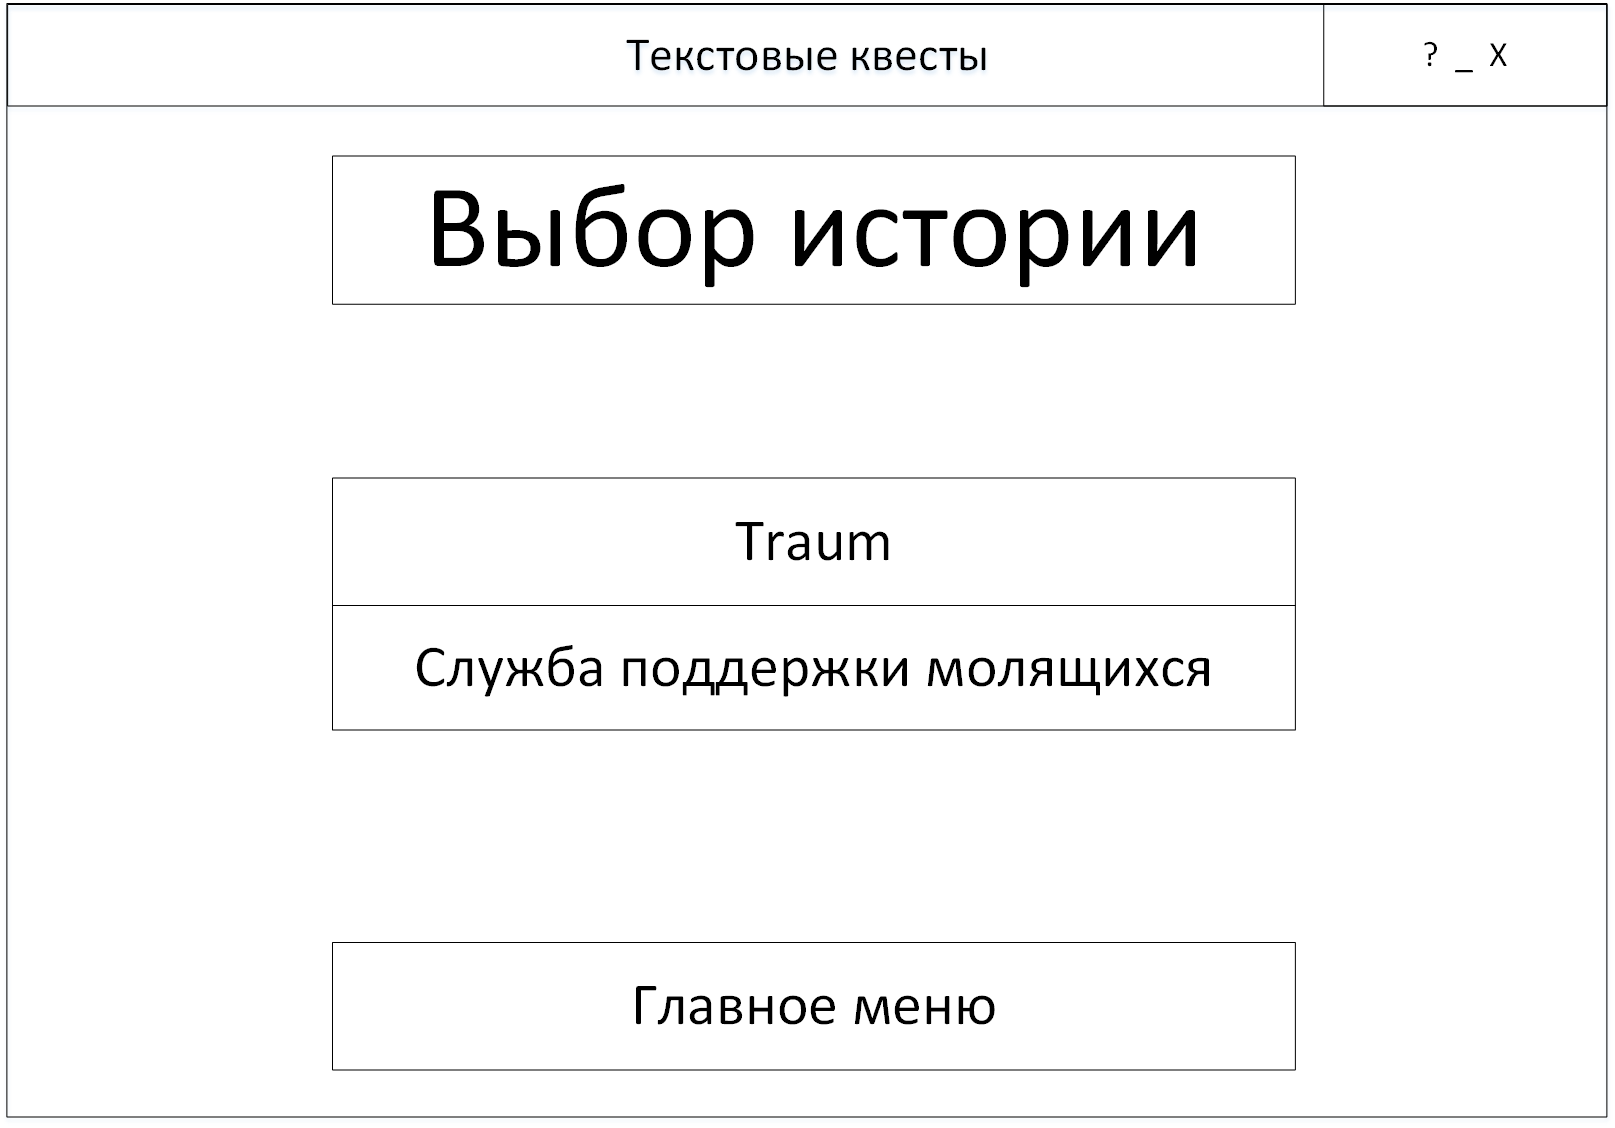 Текстовые квесты
? _ X
Выбор истории
Traum
Служба поддержки молящихся
Главное меню